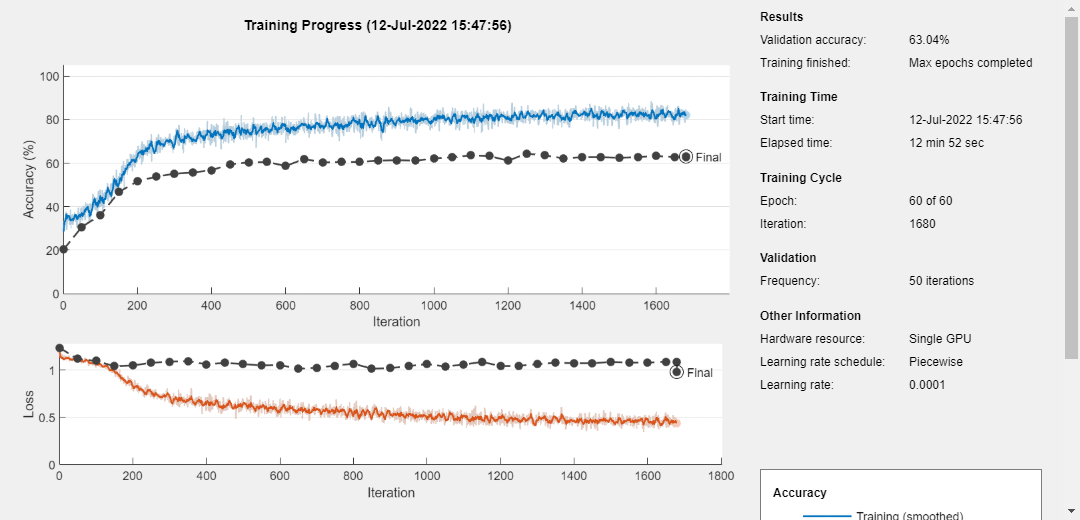 Training Progress (12-Jul-2022 15:47:56)
100
80
60
40
20
0
Accuracy (%)
Final
0 200 400 600 800 1000 1200 1400 1600
Iteration
1
0.5
0
Loss
Final
0 200 400 600 800 1000 1200 1400 1600 1800
Iteration
Results
Validation accuracy: 63.04%
Training finished: Max epochs completed
Training Time
Start time: 12-Jul-2022 15:47:56
Elapsed time: 12 min 52 sec
Training Cycle
Epoch: 60 of 60
Iteration: 1680
Validation
Frequency: 50 iterations
Other Information
Hardware resource: Single GPU
Learning rate schedule: Piecewise
Learning rate: 0.0001
Accuracy
Training (smoothed)